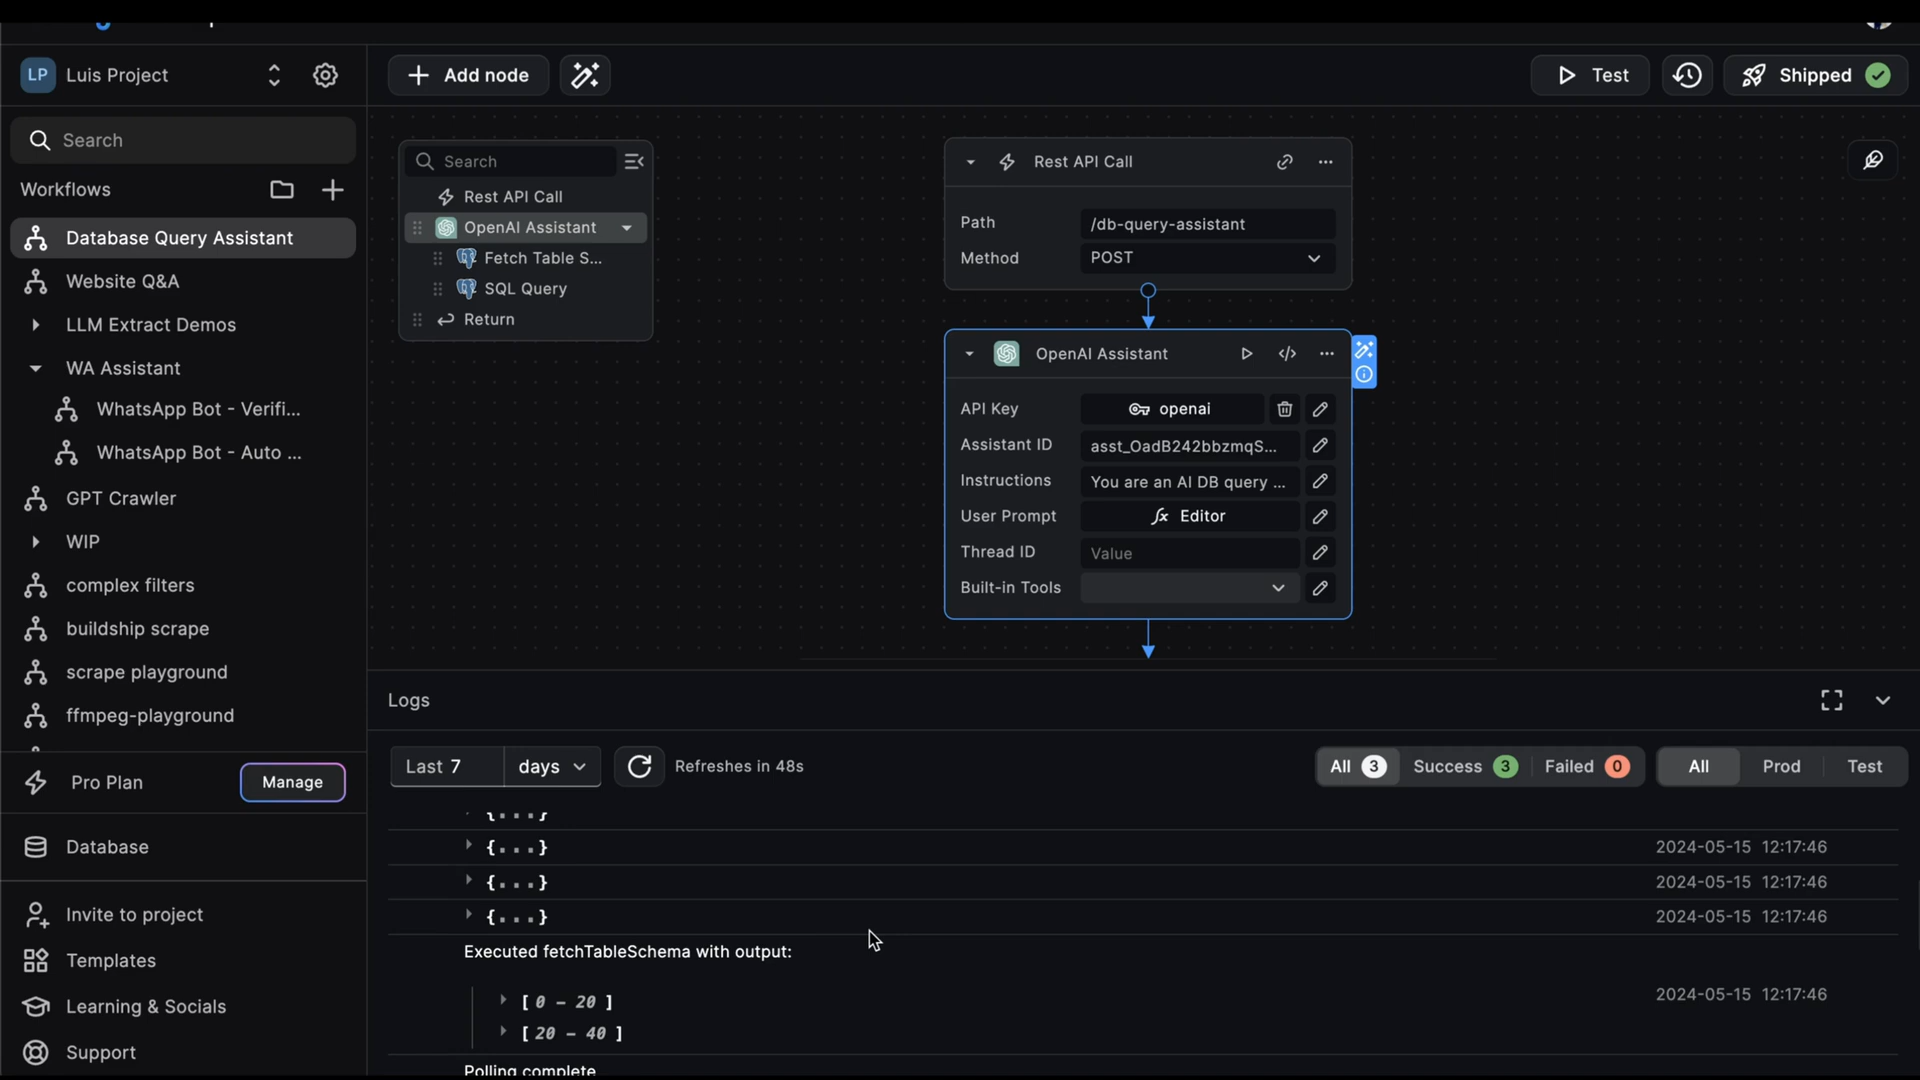 LP Luis Project
Add node
Test
Shipped
Search
Workflows
Database Query Assistant
Website Q&A
LLM Extract Demos
WA Assistant
WhatsApp Bot - Verifi...
WhatsApp Bot - Auto ...
GPT Crawler
WIP
complex filters
buildship scrape
scrape playground
ffmpeg-playground
Pro Plan
Manage
Database
Invite to project
Templates
Learning & Socials
Support
Search
Rest API Call
OpenAI Assistant
Fetch Table S...
SQL Query
Return
Rest API Call
Path /db-query-assistant
Method POST
OpenAI Assistant
API Key openai
Assistant ID asst_OadB242bbzmqS...
Instructions You are an AI DB query ...
User Prompt fx Editor
Thread ID Value
Built-in Tools
Logs
Last 7 days Refreshes in 48s
All 3 Success 3 Failed 0
All Prod Test
{...}
{...} 2024-05-15 12:17:46
{...} 2024-05-15 12:17:46
{...} 2024-05-15 12:17:46
Executed fetchTableSchema with output:
[ 0 – 20 ] 2024-05-15 12:17:46
[ 20 – 40 ]
Polling complete